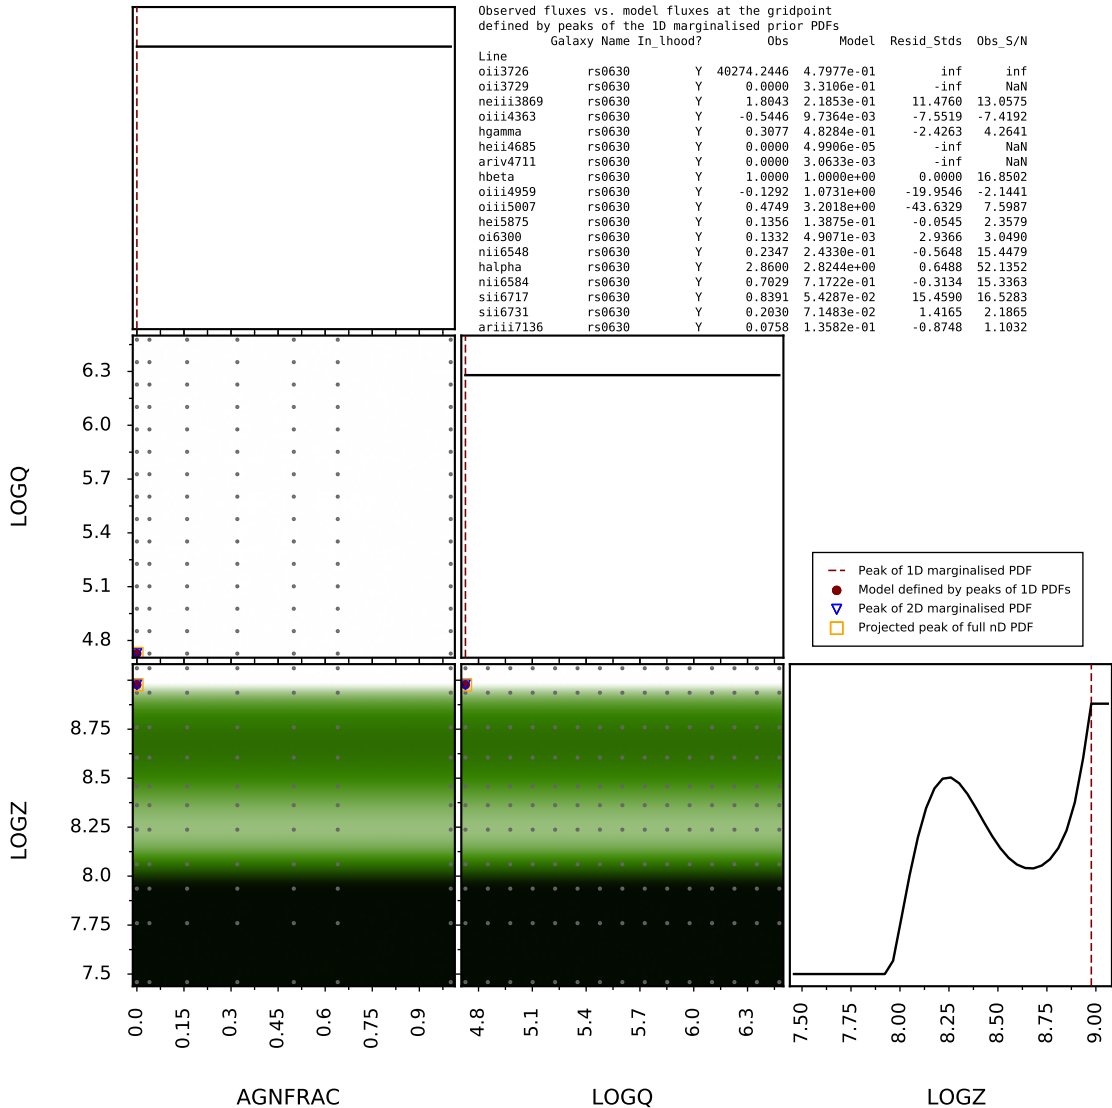 Observed fluxes vs. model fluxes at the gridpoint
defined by peaks of the 1D marginalised prior PDFs
Galaxy Name In_lhood? Obs Model Resid_Stds Obs_S/N
Line
oii3726 rs0630 Y 40274.2446 4.7977e-01 inf inf
oii3729 rs0630 Y 0.0000 3.3106e-01 -inf NaN
neiii3869 rs0630 Y 1.8043 2.1853e-01 11.4760 13.0575
oiii4363 rs0630 Y -0.5446 9.7364e-03 -7.5519 -7.4192
hgamma rs0630 Y 0.3077 4.8284e-01 -2.4263 4.2641
heii4685 rs0630 Y 0.0000 4.9906e-05 -inf NaN
ariv4711 rs0630 Y 0.0000 3.0633e-03 -inf NaN
hbeta rs0630 Y 1.0000 1.0000e+00 0.0000 16.8502
oiii4959 rs0630 Y -0.1292 1.0731e+00 -19.9546 -2.1441
oiii5007 rs0630 Y 0.4749 3.2018e+00 -43.6329 7.5987
hei5875 rs0630 Y 0.1356 1.3875e-01 -0.0545 2.3579
oi6300 rs0630 Y 0.1332 4.9071e-03 2.9366 3.0490
nii6548 rs0630 Y 0.2347 2.4330e-01 -0.5648 15.4479
halpha rs0630 Y 2.8600 2.8244e+00 0.6488 52.1352
nii6584 rs0630 Y 0.7029 7.1722e-01 -0.3134 15.3363
sii6717 rs0630 Y 0.8391 5.4287e-02 15.4590 16.5283
sii6731 rs0630 Y 0.2030 7.1483e-02 1.4165 2.1865
ariii7136 rs0630 Y 0.0758 1.3582e-01 -0.8748 1.1032
6.3
6.0
5.7
5.4
5.1
4.8
LOGQ
Peak of 1D marginalised PDF
Model defined by peaks of 1D PDFs
Peak of 2D marginalised PDF
Projected peak of full nD PDF
8.75
8.5
8.25
8.0
7.75
7.5
LOGZ
0.0 0.15 0.3 0.45 0.6 0.75 0.9
4.8 5.1 5.4 5.7 6.0 6.3
7.50 7.75 8.00 8.25 8.50 8.75 9.00
AGNFRAC LOGQ LOGZ